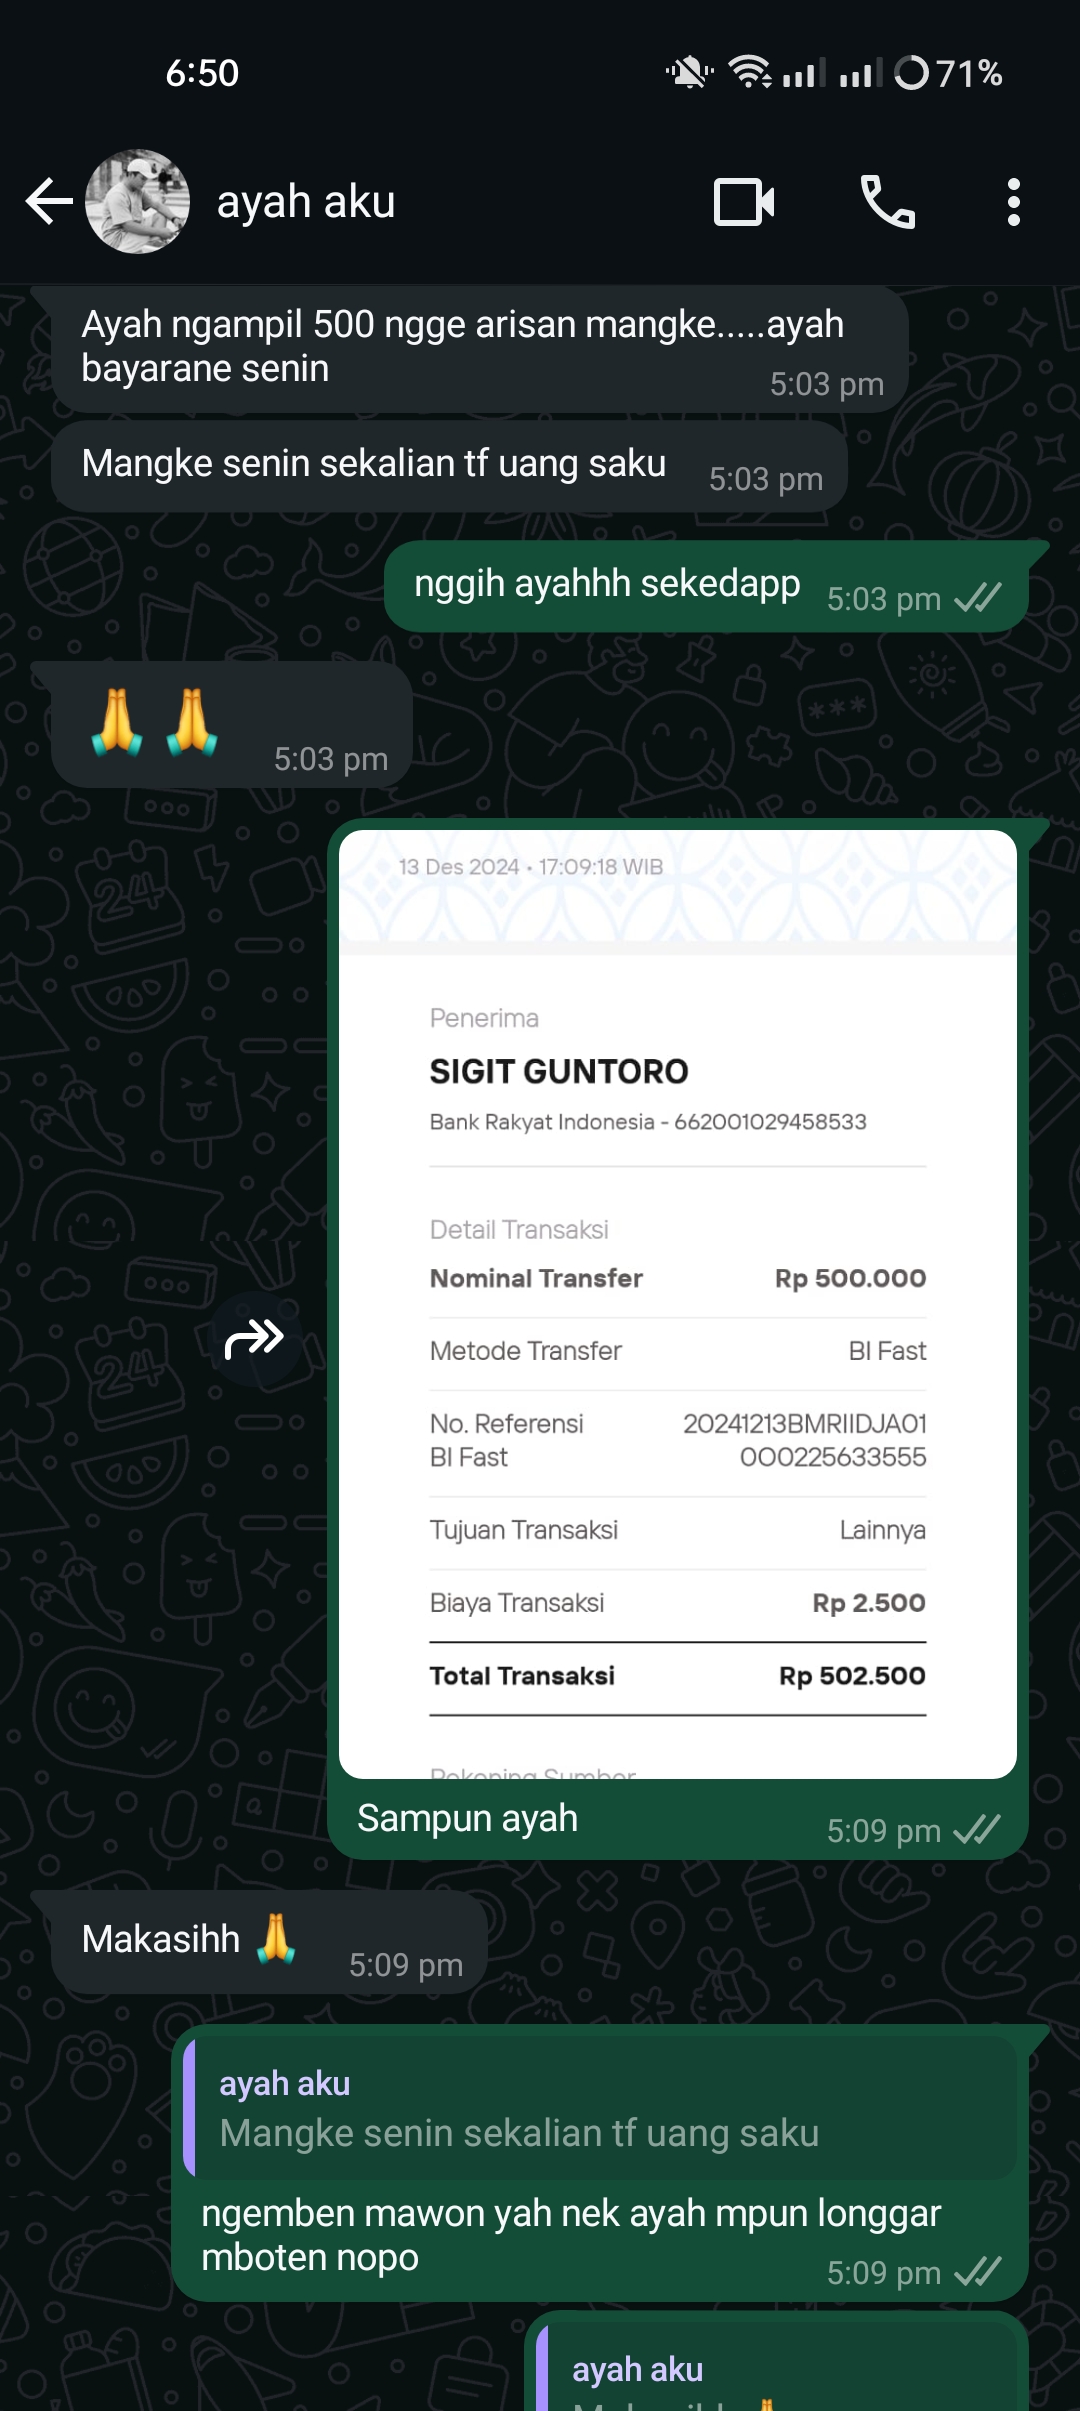 6:50
71%
ayah aku
Ayah ngampil 500 ngge arisan mangke.....ayah
bayarane senin
5:03 pm
Mangke senin sekalian tf uang saku
5:03 pm
nggih ayahhh sekedapp
5:03 pm
🙏 🙏
5:03 pm
13 Des 2024 • 17:09:18 WIB
Penerima
SIGIT GUNTORO
Bank Rakyat Indonesia - 662001029458533
Detail Transaksi
Nominal Transfer Rp 500.000
Metode Transfer BI Fast
No. Referensi 20241213BMRIIDJA01
BI Fast 000225633555
Tujuan Transaksi Lainnya
Biaya Transaksi Rp 2.500
Total Transaksi Rp 502.500
Rekening Sumber
Sampun ayah
5:09 pm
Makasihh 🙏
5:09 pm
ayah aku
Mangke senin sekalian tf uang saku
ngemben mawon yah nek ayah mpun longgar
mboten nopo
5:09 pm
ayah aku
Makasihh 🙏